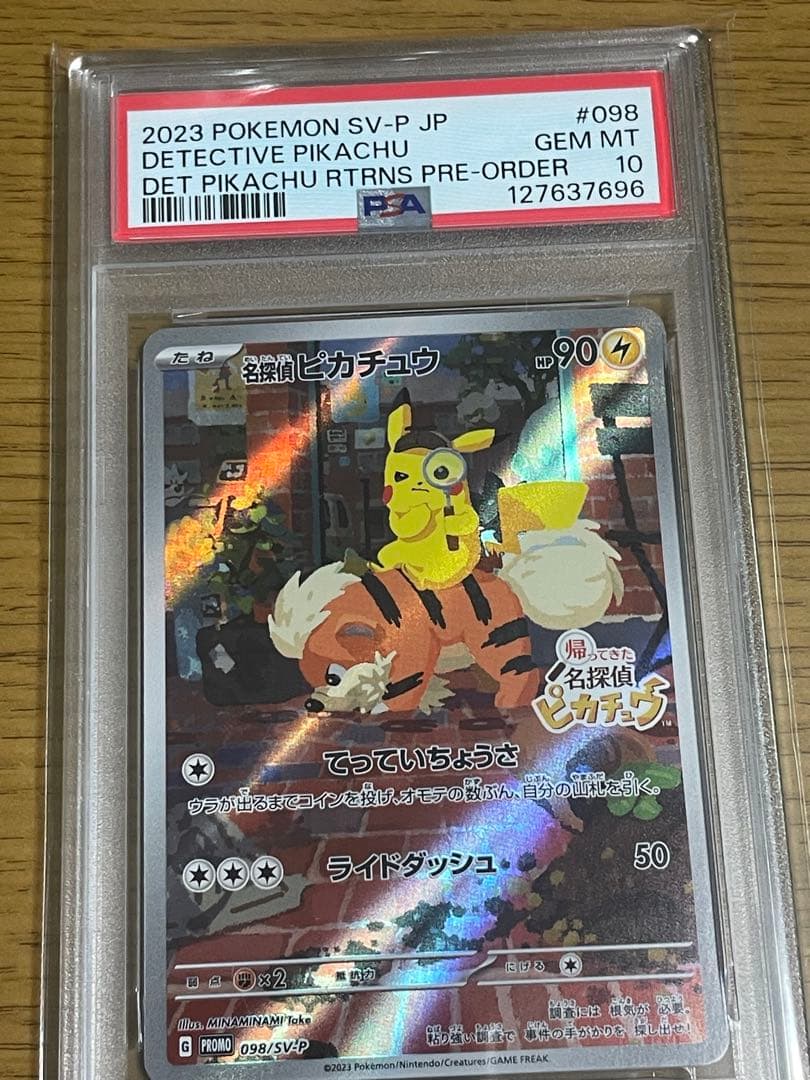 2023 POKEMON SV-P JP #098
DETECTIVE PIKACHU GEM MT
DET PIKACHU RTRNS PRE-ORDER 10
127637696
PSA
たね
名探偵ピカチュウ
めいたんてい
HP90
帰ってきた
名探偵
ピカチュウ
TM
てっていちょうさ
ウラが出るまでコインを投げ、オモテの数ぶん、自分の山札を引く。
ライドダッシュ 50
弱点 ×2 抵抗力 にげる
Illus. MINAMINAMI Take
調査には 根気が 必要。
粘り強い調査で 事件の手がかりを 探し出せ!
G PROMO 098/SV-P
©2023 Pokémon/Nintendo/Creatures/GAME FREAK.